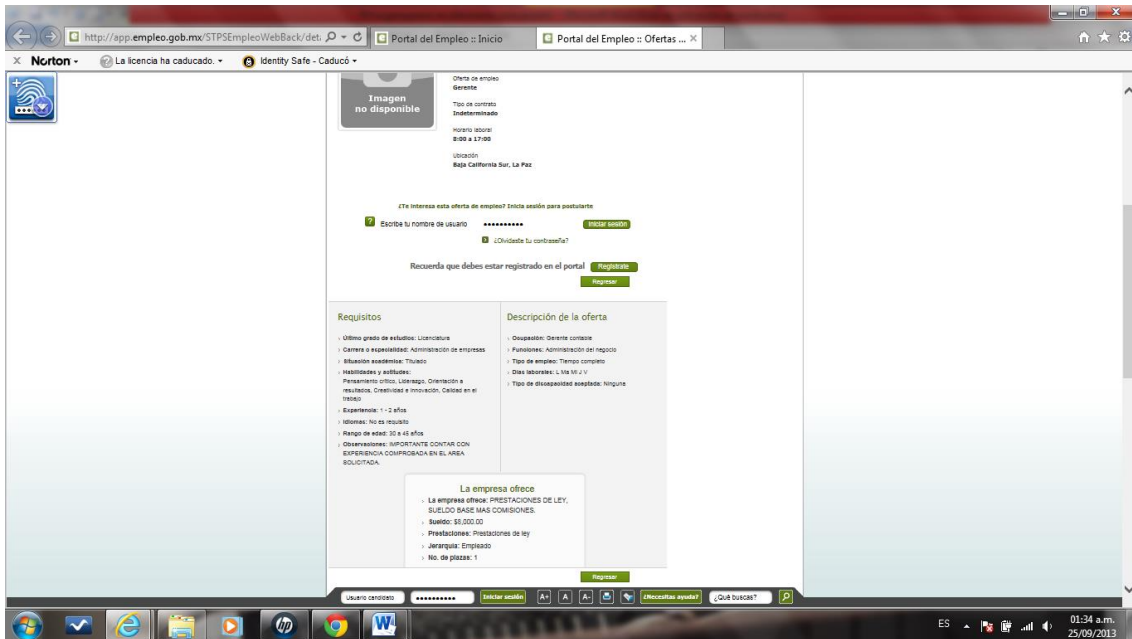 http://app.empleo.gob.mx/STPSEmpleoWebBack/det
Portal del Empleo :: Inicio
Portal del Empleo :: Ofertas ...
Norton
La licencia ha caducado.
Identity Safe - Caducó
Imagen
no disponible
Oferta de empleo
Gerente
Tipo de contrato
Indeterminado
Horario laboral
8:00 a 17:00
Ubicación
Baja California Sur, La Paz
¿Te interesa esta oferta de empleo? Inicia sesión para postularte
? Escribe tu nombre de usuario •••••••••• Iniciar sesión
¿Olvidaste tu contraseña?
Recuerda que debes estar registrado en el portal Regístrate
Regresar
Requisitos
› Último grado de estudios: Licenciatura
› Carrera o especialidad: Administración de empresas
› Situación académica: Titulado
› Habilidades y actitudes:
Pensamiento crítico, Liderazgo, Orientación a
resultados, Creatividad e innovación, Calidad en el
trabajo
› Experiencia: 1 - 2 años
› Idiomas: No es requisito
› Rango de edad: 30 a 45 años
› Observaciones: IMPORTANTE CONTAR CON
EXPERIENCIA COMPROBADA EN EL AREA
SOLICITADA.
Descripción de la oferta
› Ocupación: Gerente contable
› Funciones: Administración del negocio
› Tipo de empleo: Tiempo completo
› Días laborales: L Ma Mi J V
› Tipo de discapacidad aceptada: Ninguna
La empresa ofrece
› La empresa ofrece: PRESTACIONES DE LEY,
SUELDO BASE MAS COMISIONES.
› Sueldo: $8,000.00
› Prestaciones: Prestaciones de ley
› Jerarquía: Empleado
› No. de plazas: 1
Regresar
Usuario candidato •••••••••• Iniciar sesión A+ A A- ¿Necesitas ayuda? ¿Qué buscas?
hp
W
ES
01:34 a.m.
25/09/2013